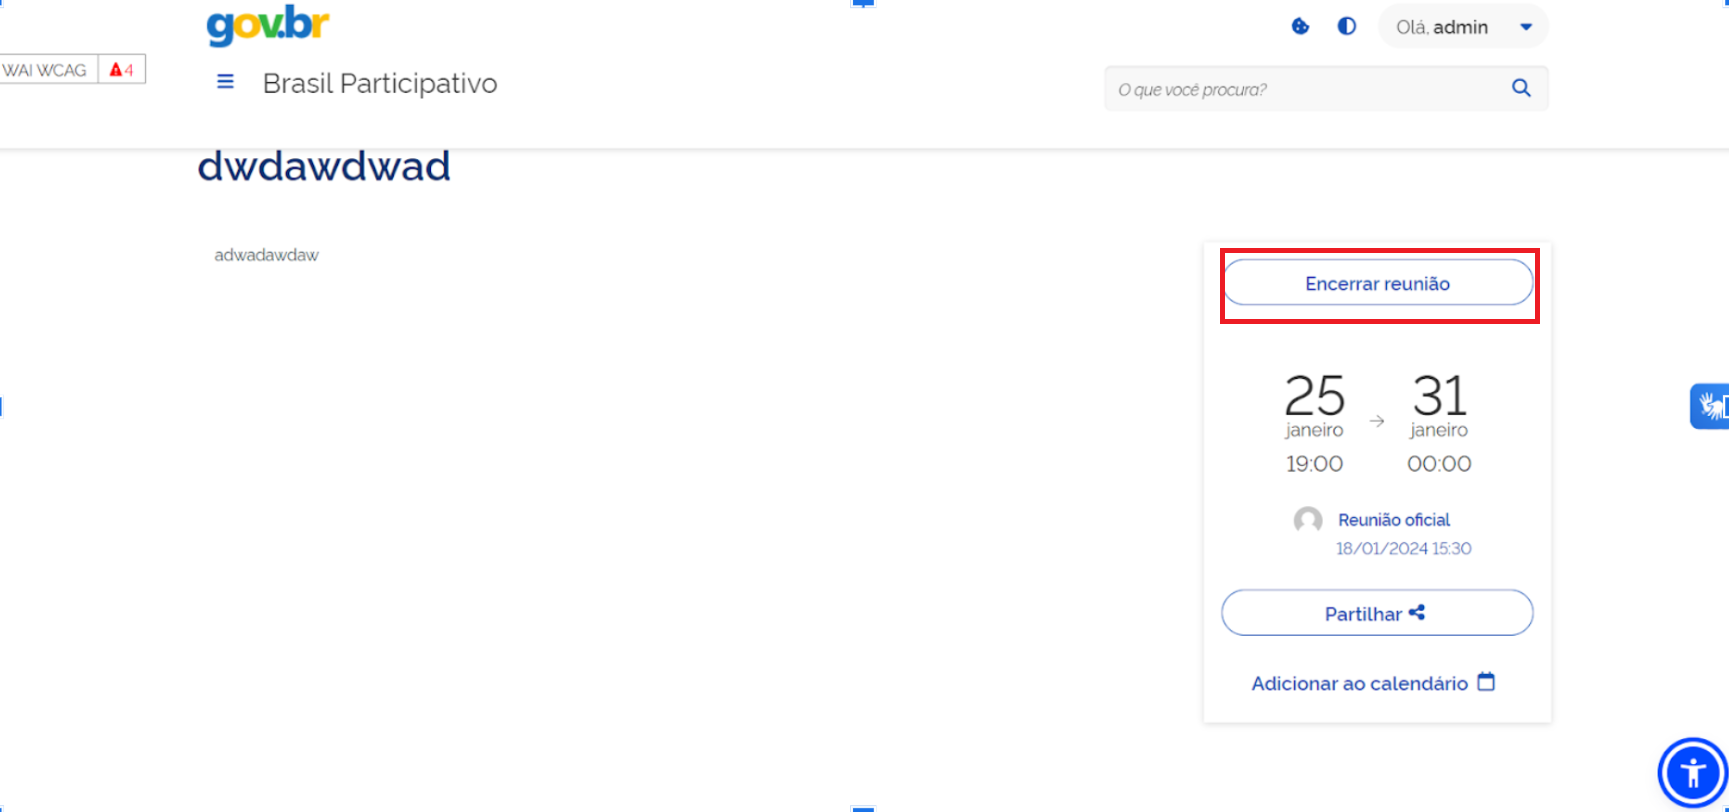 gov.br
Olá, admin
WAI WCAG 4
Brasil Participativo
O que você procura?
dwdawdwad
adwadawdaw
Encerrar reunião
25 janeiro 19:00
31 janeiro 00:00
Reunião oficial
18/01/2024 15:30
Partilhar
Adicionar ao calendário